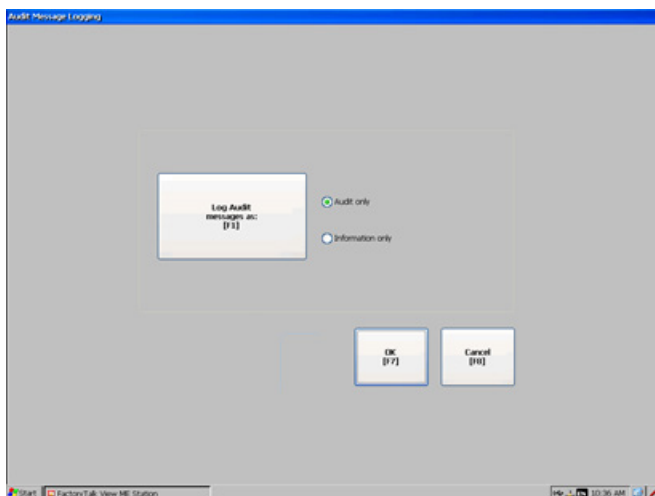 Audit Message Logging
Log Audit
messages as:
[F1]
Audit only
Information only
OK
[F7]
Cancel
[F8]
Start
FactoryTalk View ME Station
10:36 AM